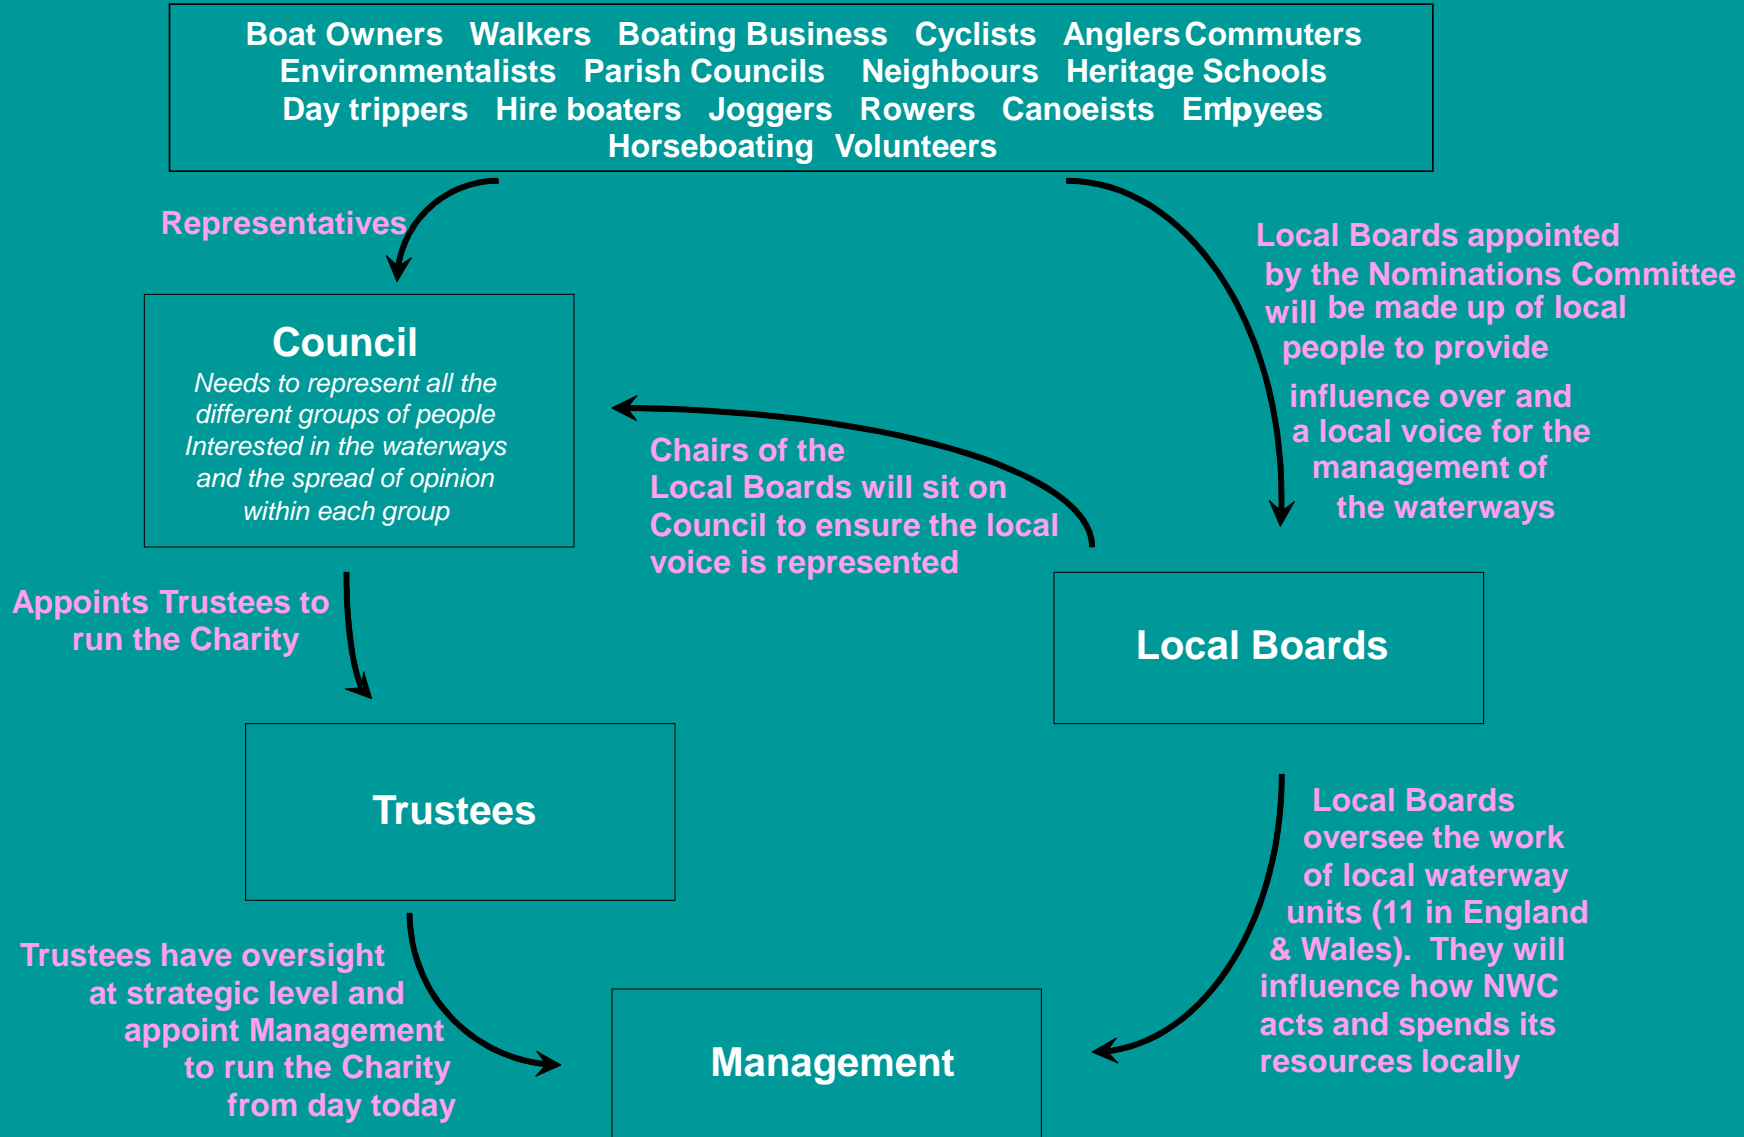 Boat Owners Walkers Boating Business Cyclists Anglers Commuters
Environmentalists Parish Councils Neighbours Heritage Schools
Day trippers Hire boaters Joggers Rowers Canoeists Emlpyees
Horseboating Volunteers
Representatives
Council
Needs to represent all the
different groups of people
Interested in the waterways
and the spread of opinion
within each group
Local Boards appointed
by the Nominations Committee
will be made up of local
people to provide
influence over and
a local voice for the
management of
the waterways
Chairs of the
Local Boards will sit on
Council to ensure the local
voice is represented
Appoints Trustees to
run the Charity
Local Boards
Trustees
Local Boards
oversee the work
of local waterway
units (11 in England
& Wales). They will
influence how NWC
acts and spends its
resources locally
Trustees have oversight
at strategic level and
appoint Management
to run the Charity
from day today
Management